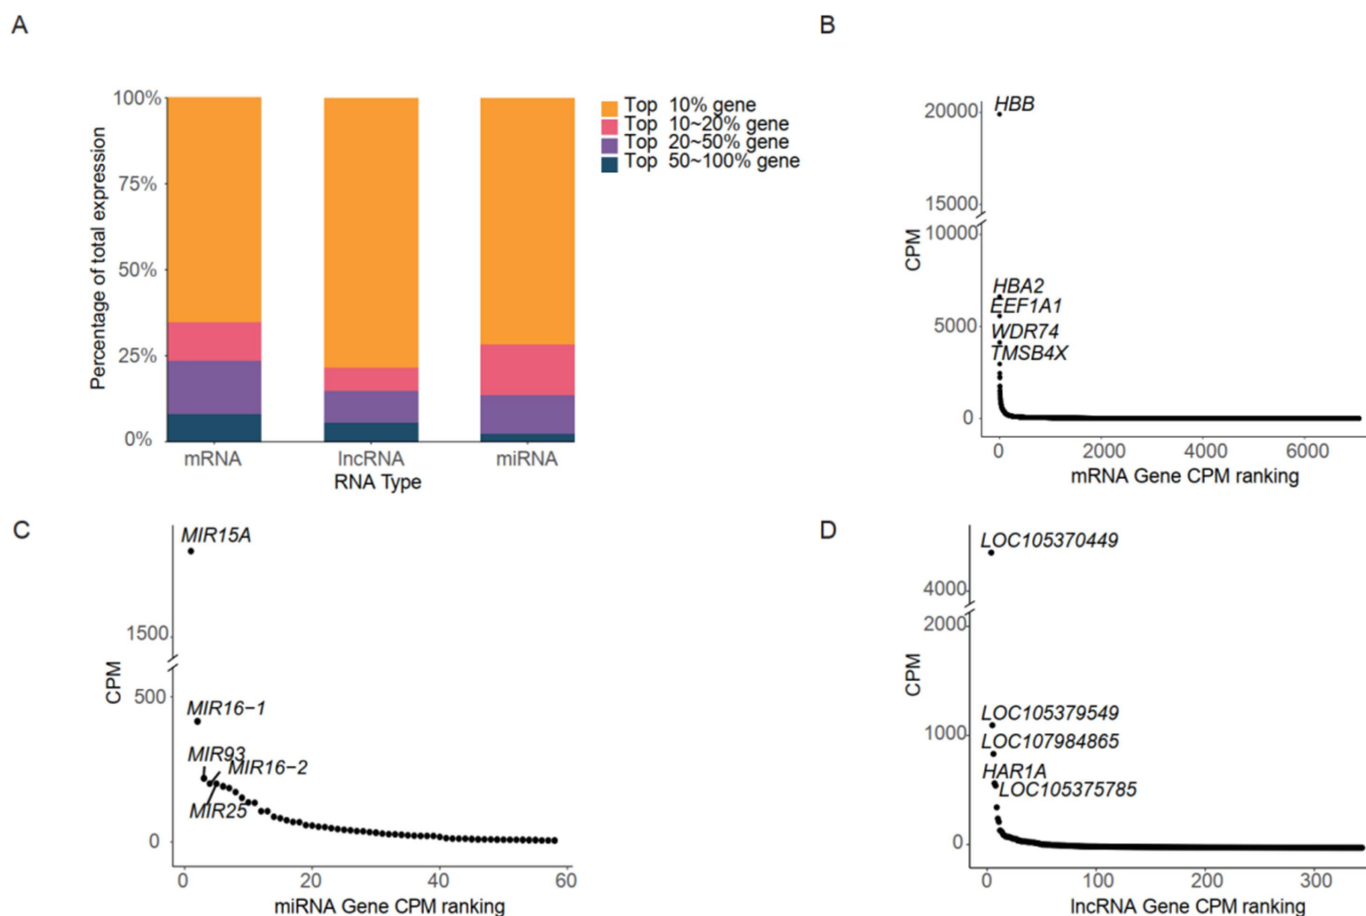 A
100%
75%
50%
25%
0%
Percentage of total expression
mRNA
lncRNA
miRNA
RNA Type
Top 10% gene
Top 10~20% gene
Top 20~50% gene
Top 50~100% gene
B
20000
15000
10000
5000
0
CPM
HBB
HBA2
EEF1A1
WDR74
TMSB4X
0
2000
4000
6000
mRNA Gene CPM ranking
C
1500
500
0
CPM
MIR15A
MIR16−1
MIR93
MIR16−2
MIR25
0
20
40
60
miRNA Gene CPM ranking
D
4000
2000
1000
0
CPM
LOC105370449
LOC105379549
LOC107984865
HAR1A
LOC105375785
0
100
200
300
lncRNA Gene CPM ranking